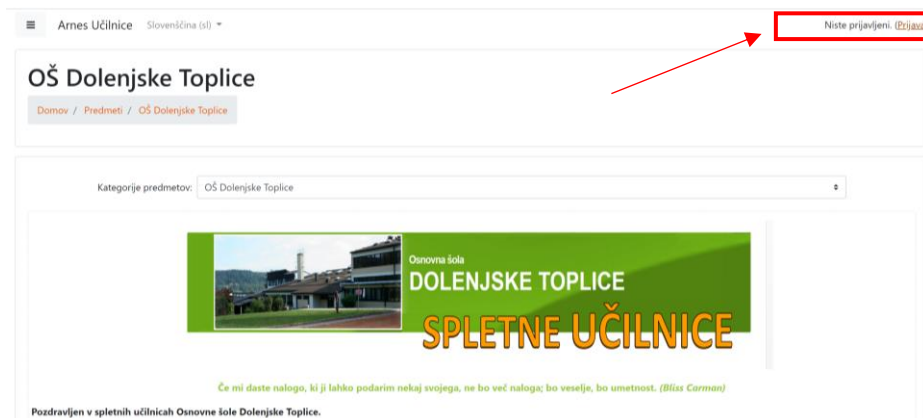 Arnes Učilnice Slovenščina (sl)
Niste prijavljeni. (Prijava
OŠ Dolenjske Toplice
Domov / Predmeti / OŠ Dolenjske Toplice
Kategorije predmetov: OŠ Dolenjske Toplice
Osnovna šola
DOLENJSKE TOPLICE
SPLETNE UČILNICE
Če mi daste nalogo, ki ji lahko podarim nekaj svojega, ne bo več naloga; bo veselje, bo umetnost. (Bliss Carman)
Pozdravljen v spletnih učilnicah Osnovne šole Dolenjske Toplice.